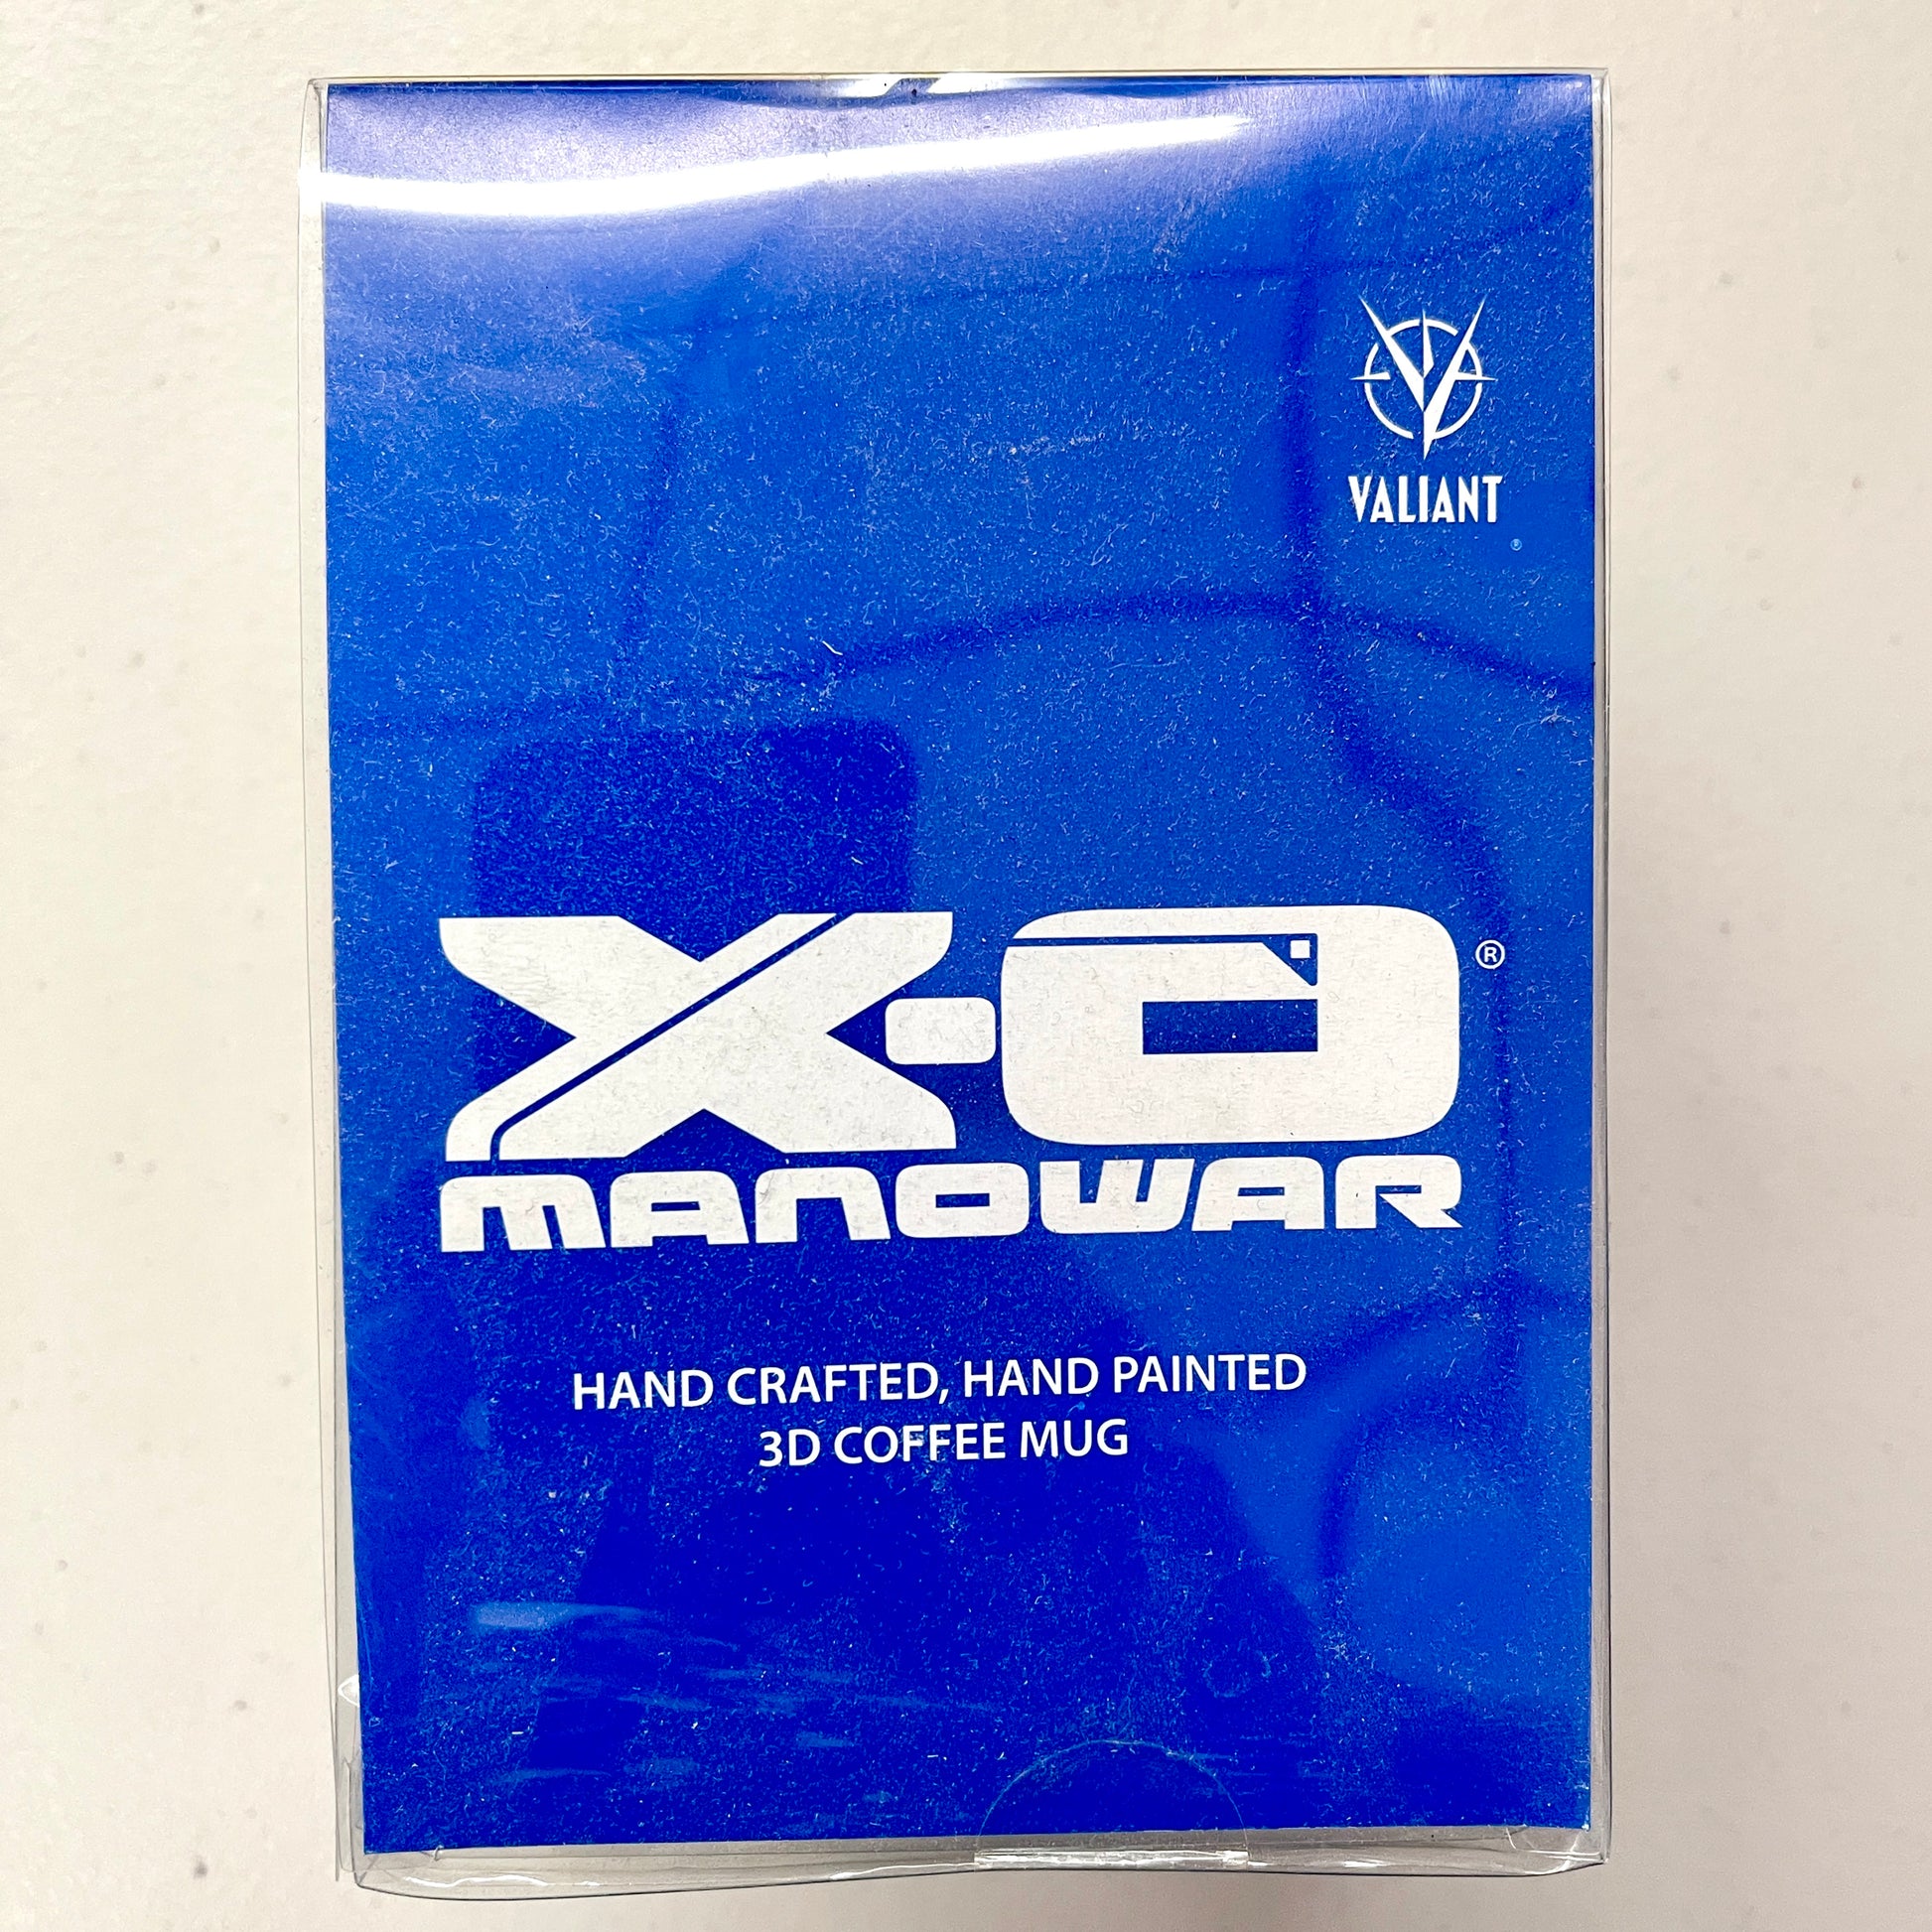 VALIANT
®
X-O
®
MANOWAR
HAND CRAFTED, HAND PAINTED
3D COFFEE MUG